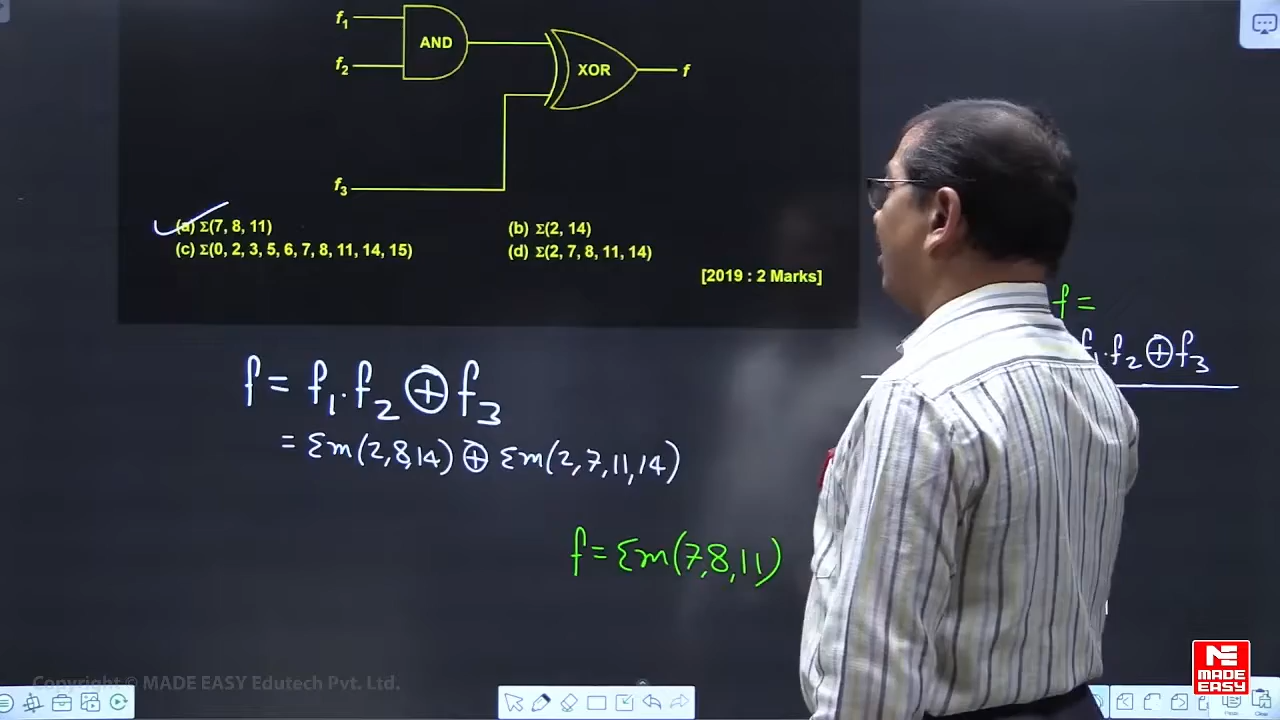 f₁
AND
f₂
XOR
f
f₃
(a) Σ(7, 8, 11)
(b) Σ(2, 14)
(c) Σ(0, 2, 3, 5, 6, 7, 8, 11, 14, 15)
(d) Σ(2, 7, 8, 11, 14)
[2019 : 2 Marks]
f =
f₁.f₂ ⊕ f₃
f = f₁.f₂ ⊕ f₃
= Σm(2,8,14) ⊕ Σm(2,7,11,14)
f = Σm(7,8,11)
Copyright © MADE EASY Edutech Pvt. Ltd.
ME
MADE
EASY